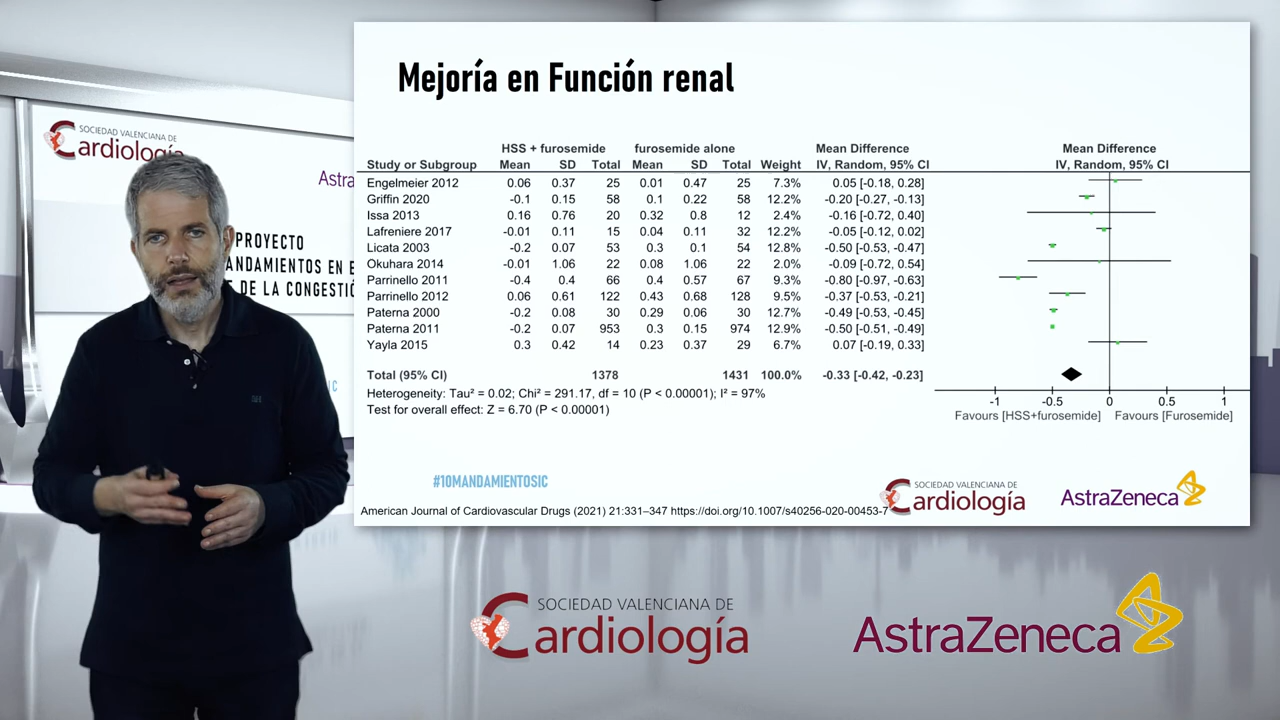 SOCIEDAD VALENCIANA DE
Cardiología
Astra
PROYECTO
ANDAMIENTOS EN E
E DE LA CONGESTIÓ
Mejoría en Función renal
HSS + furosemide furosemide alone Mean Difference Mean Difference
Study or Subgroup Mean SD Total Mean SD Total Weight IV, Random, 95% CI IV, Random, 95% CI
Engelmeier 2012 0.06 0.37 25 0.01 0.47 25 7.3% 0.05 [-0.18, 0.28]
Griffin 2020 -0.1 0.15 58 0.1 0.22 58 12.2% -0.20 [-0.27, -0.13]
Issa 2013 0.16 0.76 20 0.32 0.8 12 2.4% -0.16 [-0.72, 0.40]
Lafreniere 2017 -0.01 0.11 15 0.04 0.11 32 12.2% -0.05 [-0.12, 0.02]
Licata 2003 -0.2 0.07 53 0.3 0.1 54 12.8% -0.50 [-0.53, -0.47]
Okuhara 2014 -0.01 1.06 22 0.08 1.06 22 2.0% -0.09 [-0.72, 0.54]
Parrinello 2011 -0.4 0.4 66 0.4 0.57 67 9.3% -0.80 [-0.97, -0.63]
Parrinello 2012 0.06 0.61 122 0.43 0.68 128 9.5% -0.37 [-0.53, -0.21]
Paterna 2000 -0.2 0.08 30 0.29 0.06 30 12.7% -0.49 [-0.53, -0.45]
Paterna 2011 -0.2 0.07 953 0.3 0.15 974 12.9% -0.50 [-0.51, -0.49]
Yayla 2015 0.3 0.42 14 0.23 0.37 29 6.7% 0.07 [-0.19, 0.33]
Total (95% CI) 1378 1431 100.0% -0.33 [-0.42, -0.23]
Heterogeneity: Tau² = 0.02; Chi² = 291.17, df = 10 (P < 0.00001); I² = 97%
Test for overall effect: Z = 6.70 (P < 0.00001)
-1 -0.5 0 0.5 1
Favours [HSS+furosemide] Favours [Furosemide]
#10MANDAMIENTOSIC
SOCIEDAD VALENCIANA DE
Cardiología
AstraZeneca
American Journal of Cardiovascular Drugs (2021) 21:331–347 https://doi.org/10.1007/s40256-020-00453-7
SOCIEDAD VALENCIANA DE
Cardiología
AstraZeneca